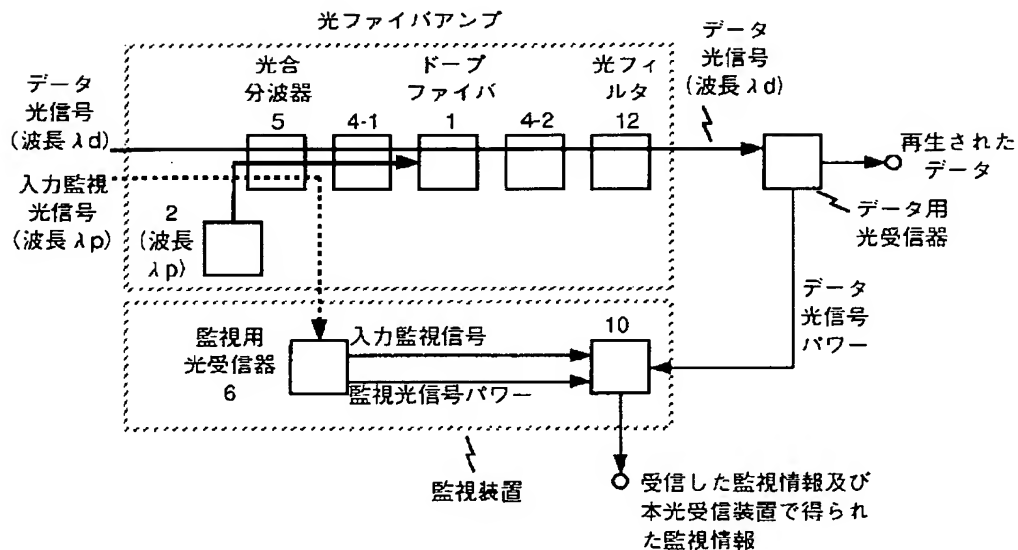 光ファイバアンプ
データ
光信号
(波長λd)
光合
分波器
5
4-1
ドープ
ファイバ
1
4-2
光フィ
ルタ
12
データ
光信号
(波長λd)
再生された
データ
データ用
光受信器
入力監視
光信号
(波長λp)
2
(波長
λp)
データ
光信号
パワー
監視用
光受信器
6
入力監視信号
監視光信号パワー
10
監視装置
受信した監視情報及び
本光受信装置で得られ
た監視情報